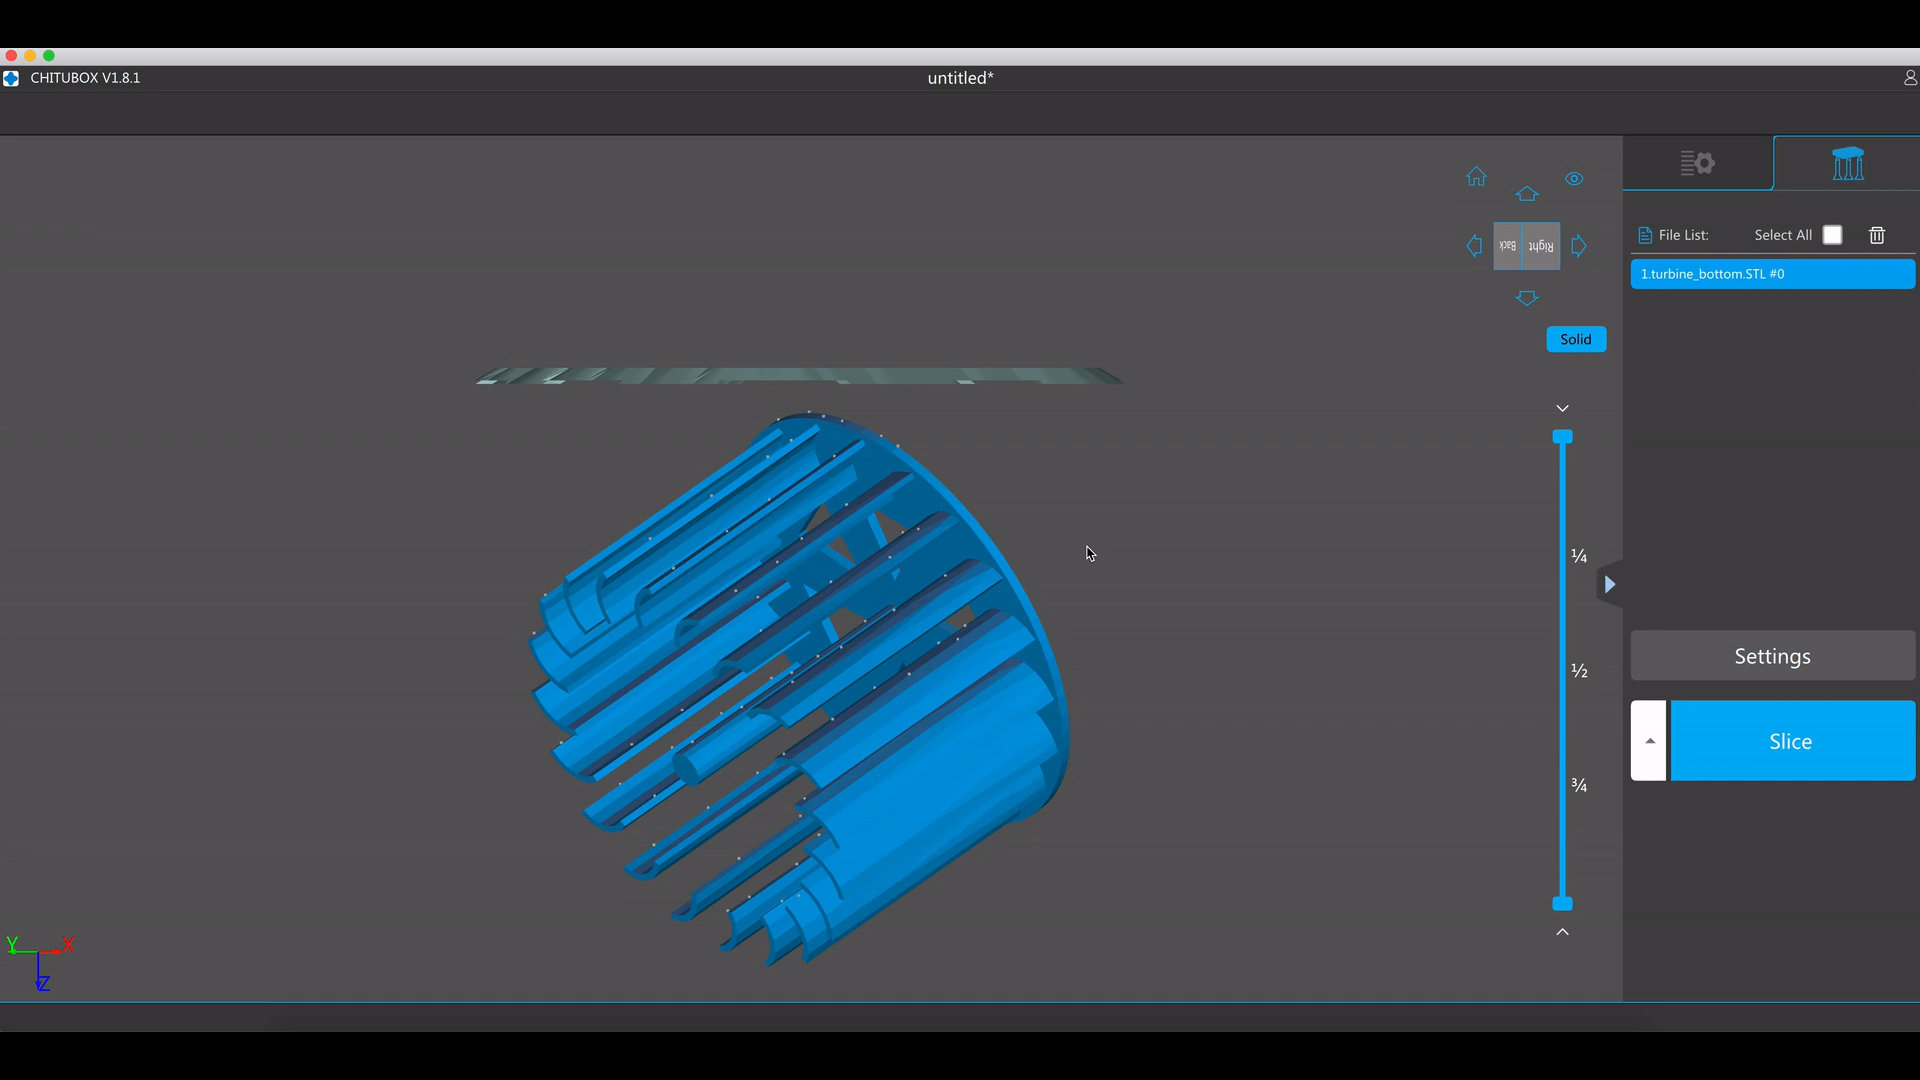 CHITUBOX V1.8.1
untitled*
File List:
Select All
1.turbine_bottom.STL #0
Back
Right
Solid
¼
½
¾
Settings
Slice
Y
X
Z